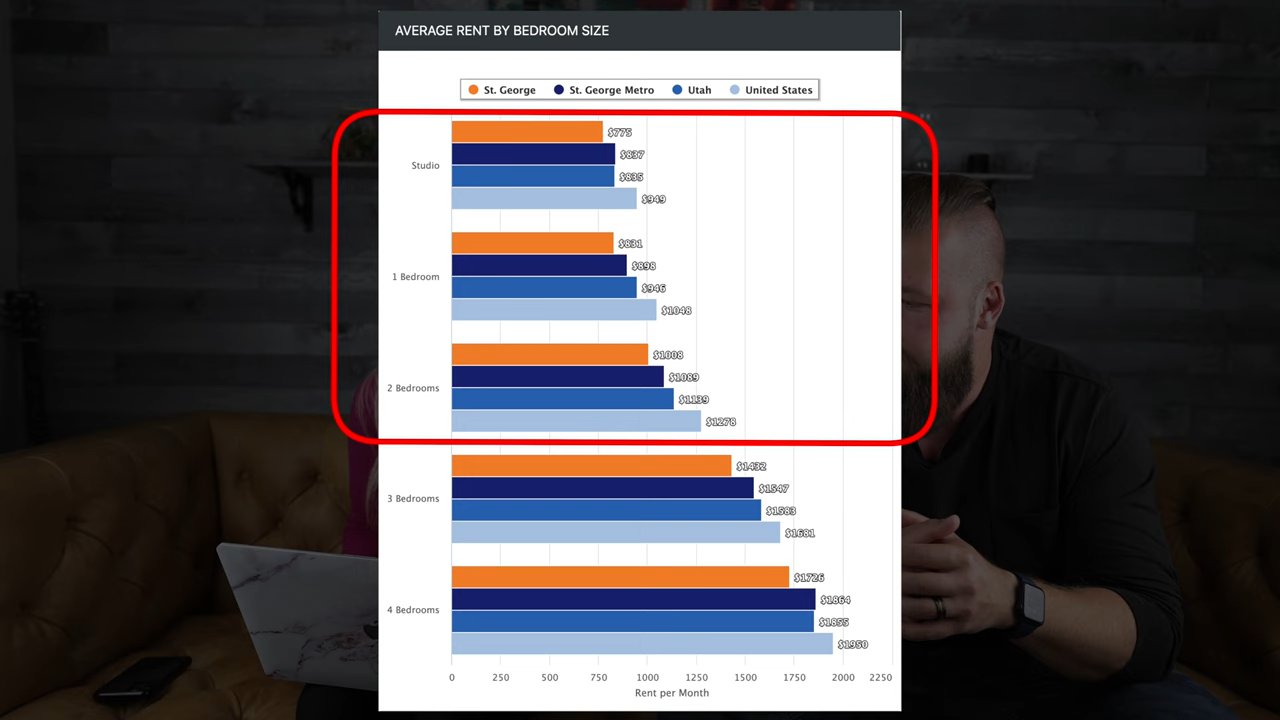 AVERAGE RENT BY BEDROOM SIZE
St. George St. George Metro Utah United States
Studio
$775
$837
$835
$949
1 Bedroom
$831
$898
$946
$1048
2 Bedrooms
$1008
$1089
$1139
$1278
3 Bedrooms
$1432
$1547
$1583
$1681
4 Bedrooms
$1726
$1864
$1855
$1950
0 250 500 750 1000 1250 1500 1750 2000 2250
Rent per Month